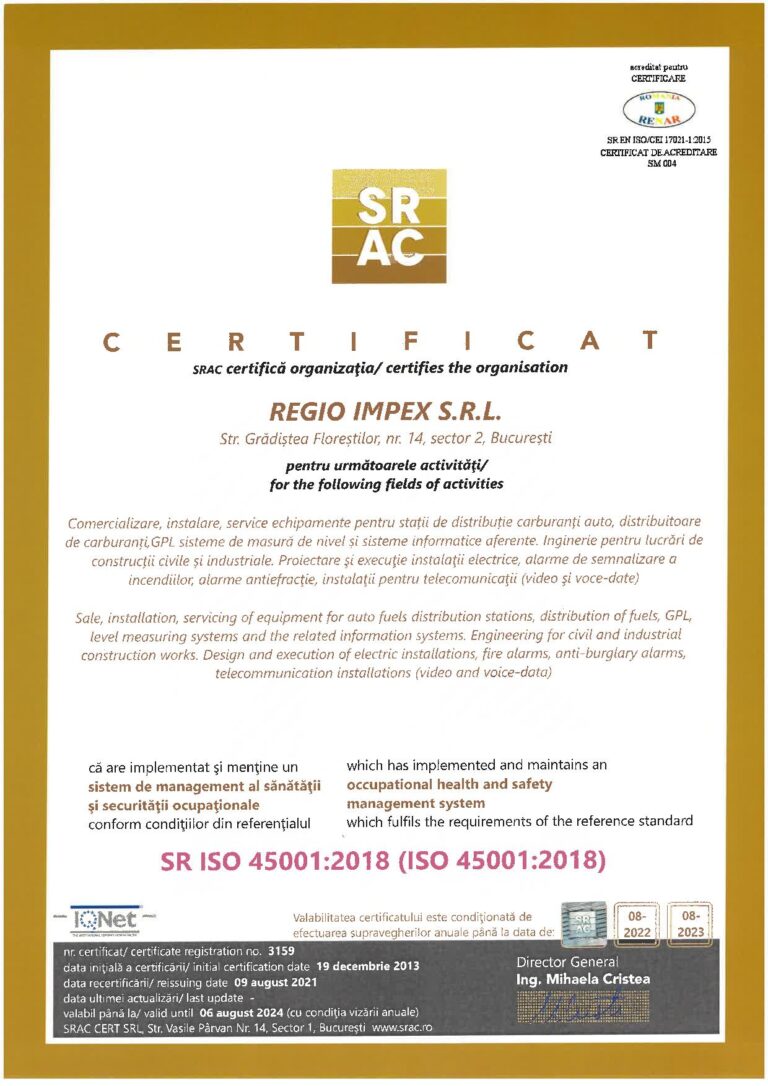 acreditat pentru
CERTIFICARE
ROMANIA
RENAR
SR EN ISO/CEI 17021-1:2015
CERTIFICAT DE ACREDITARE
SM 004
SR
AC
CERTIFICAT
SRAC certifică organizaţia/ certifies the organisation
REGIO IMPEX S.R.L.
Str. Grădiștea Floreștilor, nr. 14, sector 2, București
pentru următoarele activităţi/
for the following fields of activities
Comercializare, instalare, service echipamente pentru stații de distribuție carburanți auto, distribuitoare
de carburanți,GPL sisteme de masură de nivel și sisteme informatice aferente. Inginerie pentru lucrări de
construcții civile și industriale. Proiectare şi execuţie instalaţii electrice, alarme de semnalizare a
incendiilor, alarme antiefracţie, instalaţii pentru telecomunicaţii (video şi voce-date)
Sale, installation, servicing of equipment for auto fuels distribution stations, distribution of fuels, GPL,
level measuring systems and the related information systems. Engineering for civil and industrial
construction works. Design and execution of electric installations, fire alarms, anti-burglary alarms,
telecommunication installations (video and voice-data)
că are implementat şi menţine un
sistem de management al sănătăţii
şi securităţii ocupaţionale
conform condiţiilor din referenţialul
which has implemented and maintains an
occupational health and safety
management system
which fulfils the requirements of the reference standard
SR ISO 45001:2018 (ISO 45001:2018)
IQNet
Valabilitatea certificatului este condiţionată de
efectuarea supravegherilor anuale până la data de:
SR
AC
08-
2022
08-
2023
nr. certificat/ certificate registration no. 3159
data iniţială a certificării/ initial certification date 19 decembrie 2013
data recertificării/ reissuing date 09 august 2021
data ultimei actualizări/ last update -
valabil până la/ valid until 06 august 2024 (cu condiţia vizării anuale)
SRAC CERT SRL, Str. Vasile Pârvan Nr. 14, Sector 1, Bucureşti www.srac.ro
Director General
Ing. Mihaela Cristea